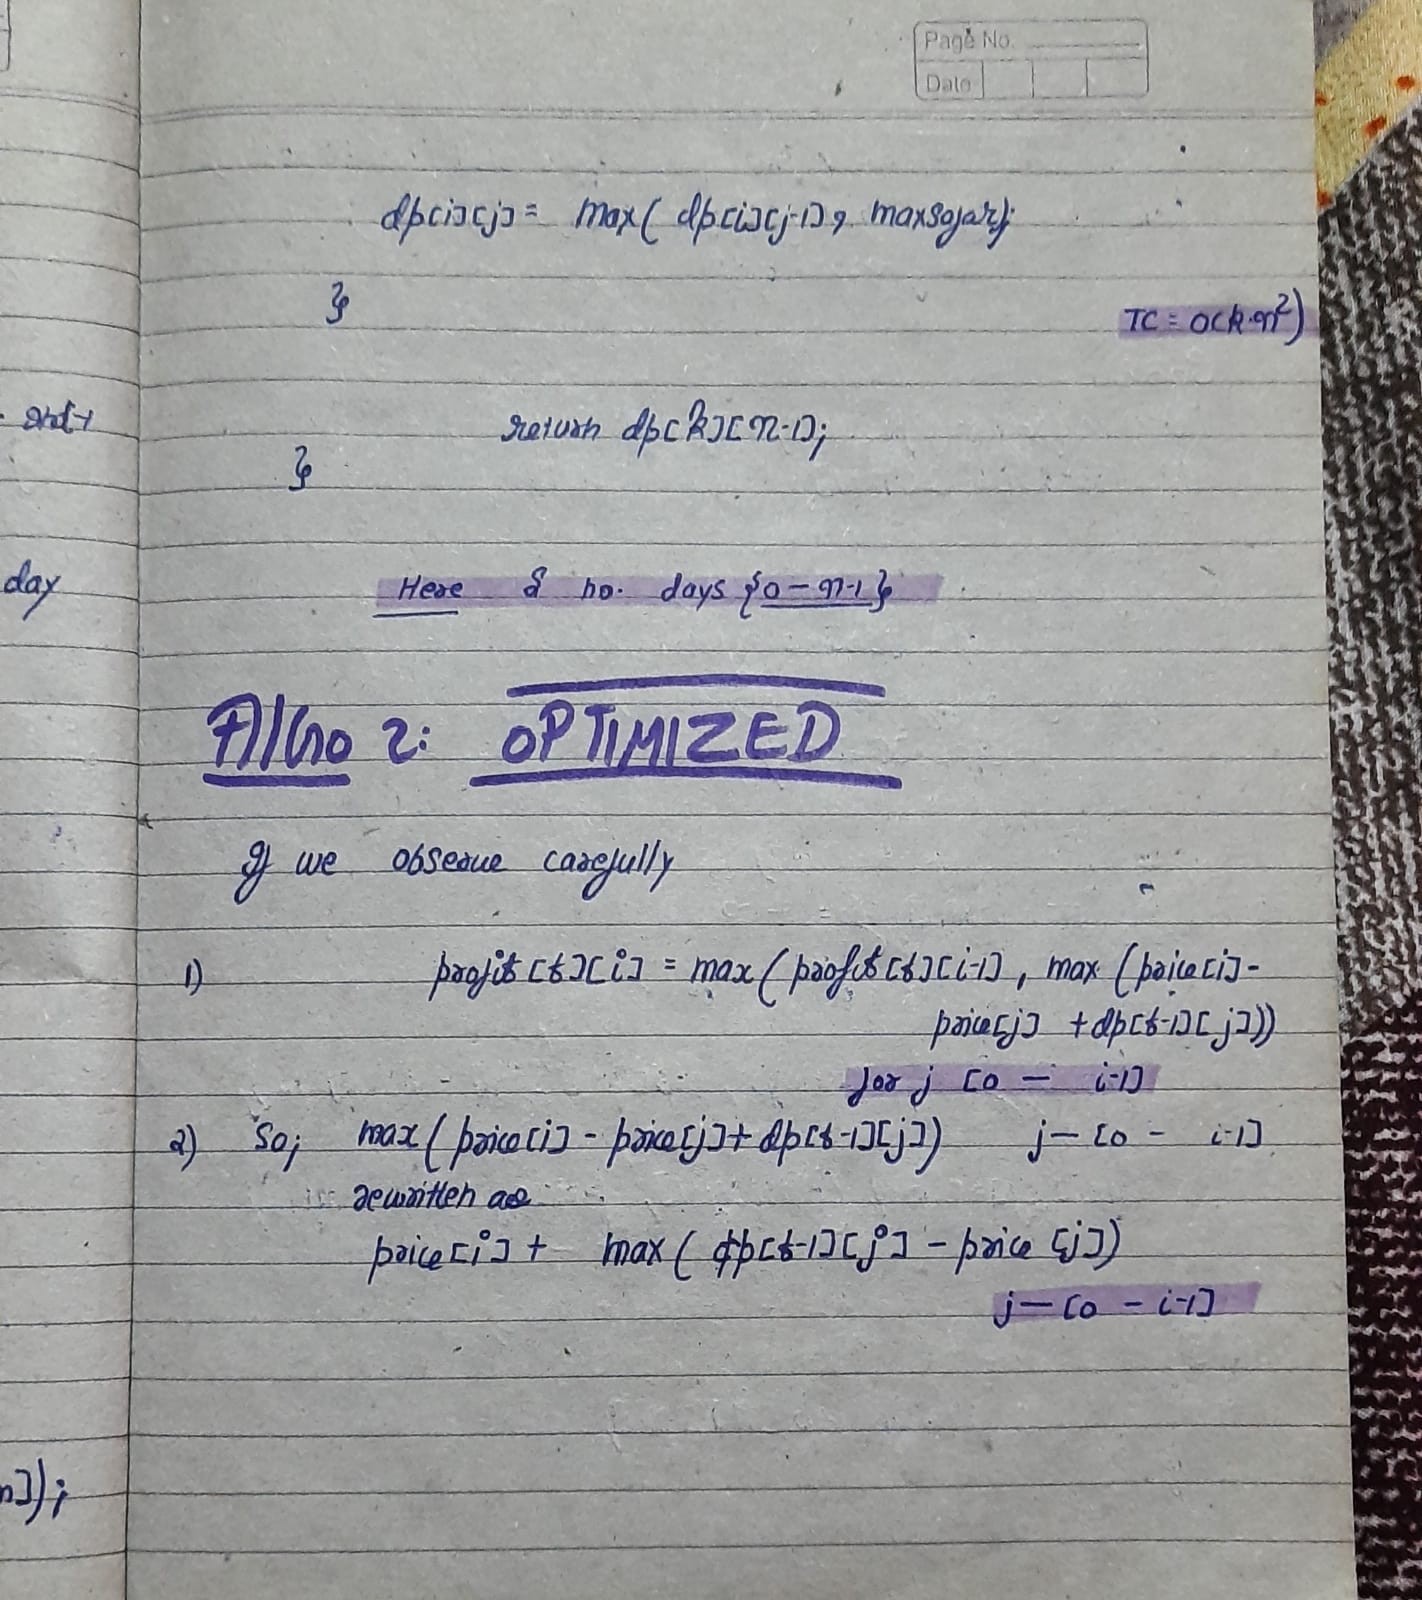 Page No.
Date
dp[i][j] = max( dp[i][j-1], maxsofar);
}
TC = O(k·n²)
return dp[k][n-1];
}
day
Here no. days {0 - n-1}
Algo 2: OPTIMIZED
If we observe carefully
1) profit[t][i] = max( profit[t][i-1], max (price[i] -
price[j] + dp[t-1][j]))
for j [0 — i-1]
2) So, max( price[i] - price[j] + dp[t-1][j]) j — [0 - i-1]
rewritten as
price[i] + max( dp[t-1][j] - price [j])
j — [0 - i-1]
n]);